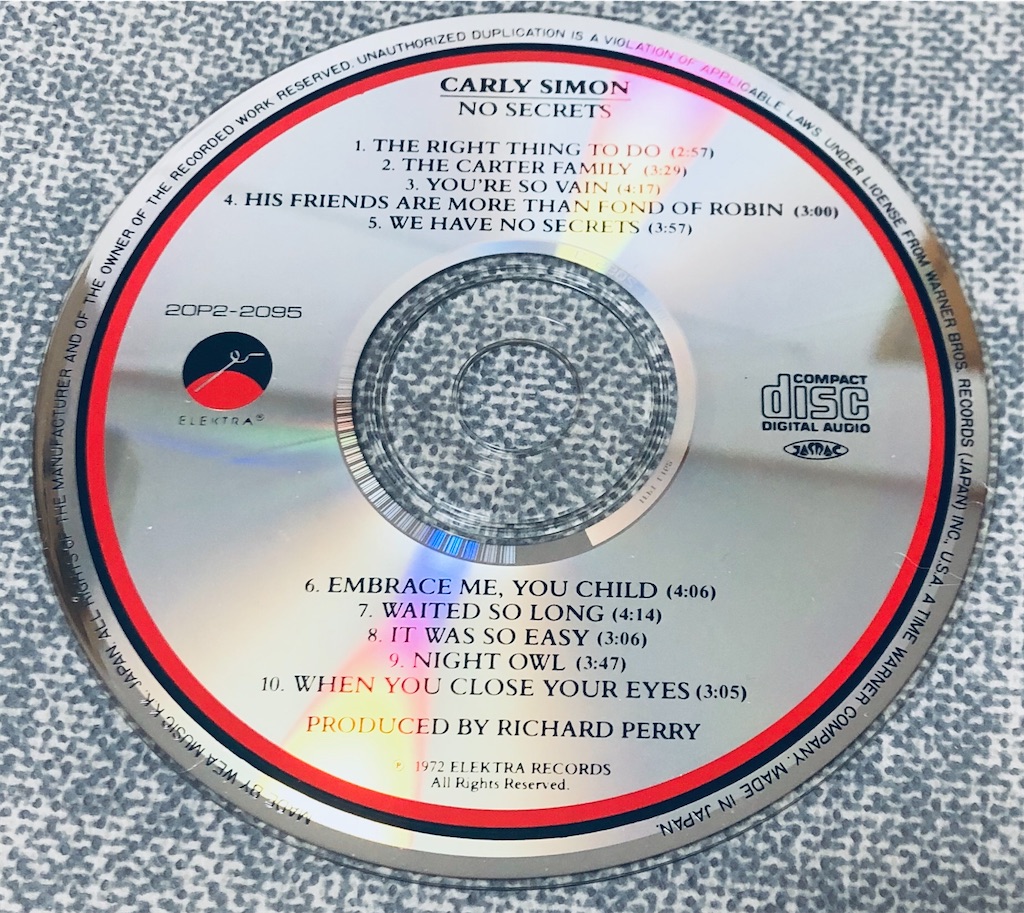 CARLY SIMON
NO SECRETS
1. THE RIGHT THING TO DO (2:57)
2. THE CARTER FAMILY (3:29)
3. YOU'RE SO VAIN (4:17)
4. HIS FRIENDS ARE MORE THAN FOND OF ROBIN (3:00)
5. WE HAVE NO SECRETS (3:57)
20P2-2095
ELEKTRA®
COMPACT
disc
DIGITAL AUDIO
JASRAC
6. EMBRACE ME, YOU CHILD (4:06)
7. WAITED SO LONG (4:14)
8. IT WAS SO EASY (3:06)
9. NIGHT OWL (3:47)
10. WHEN YOU CLOSE YOUR EYES (3:05)
PRODUCED BY RICHARD PERRY
℗ 1972 ELEKTRA RECORDS
All Rights Reserved.
MADE BY WEA MUSIC K.K. JAPAN. ALL RIGHTS OF THE MANUFACTURER AND OF THE OWNER OF THE RECORDED WORK RESERVED. UNAUTHORIZED DUPLICATION IS A VIOLATION OF APPLICABLE LAWS UNDER LICENSE FROM WARNER BROS. RECORDS (JAPAN) INC., U.S.A. A TIME WARNER COMPANY. MADE IN JAPAN.